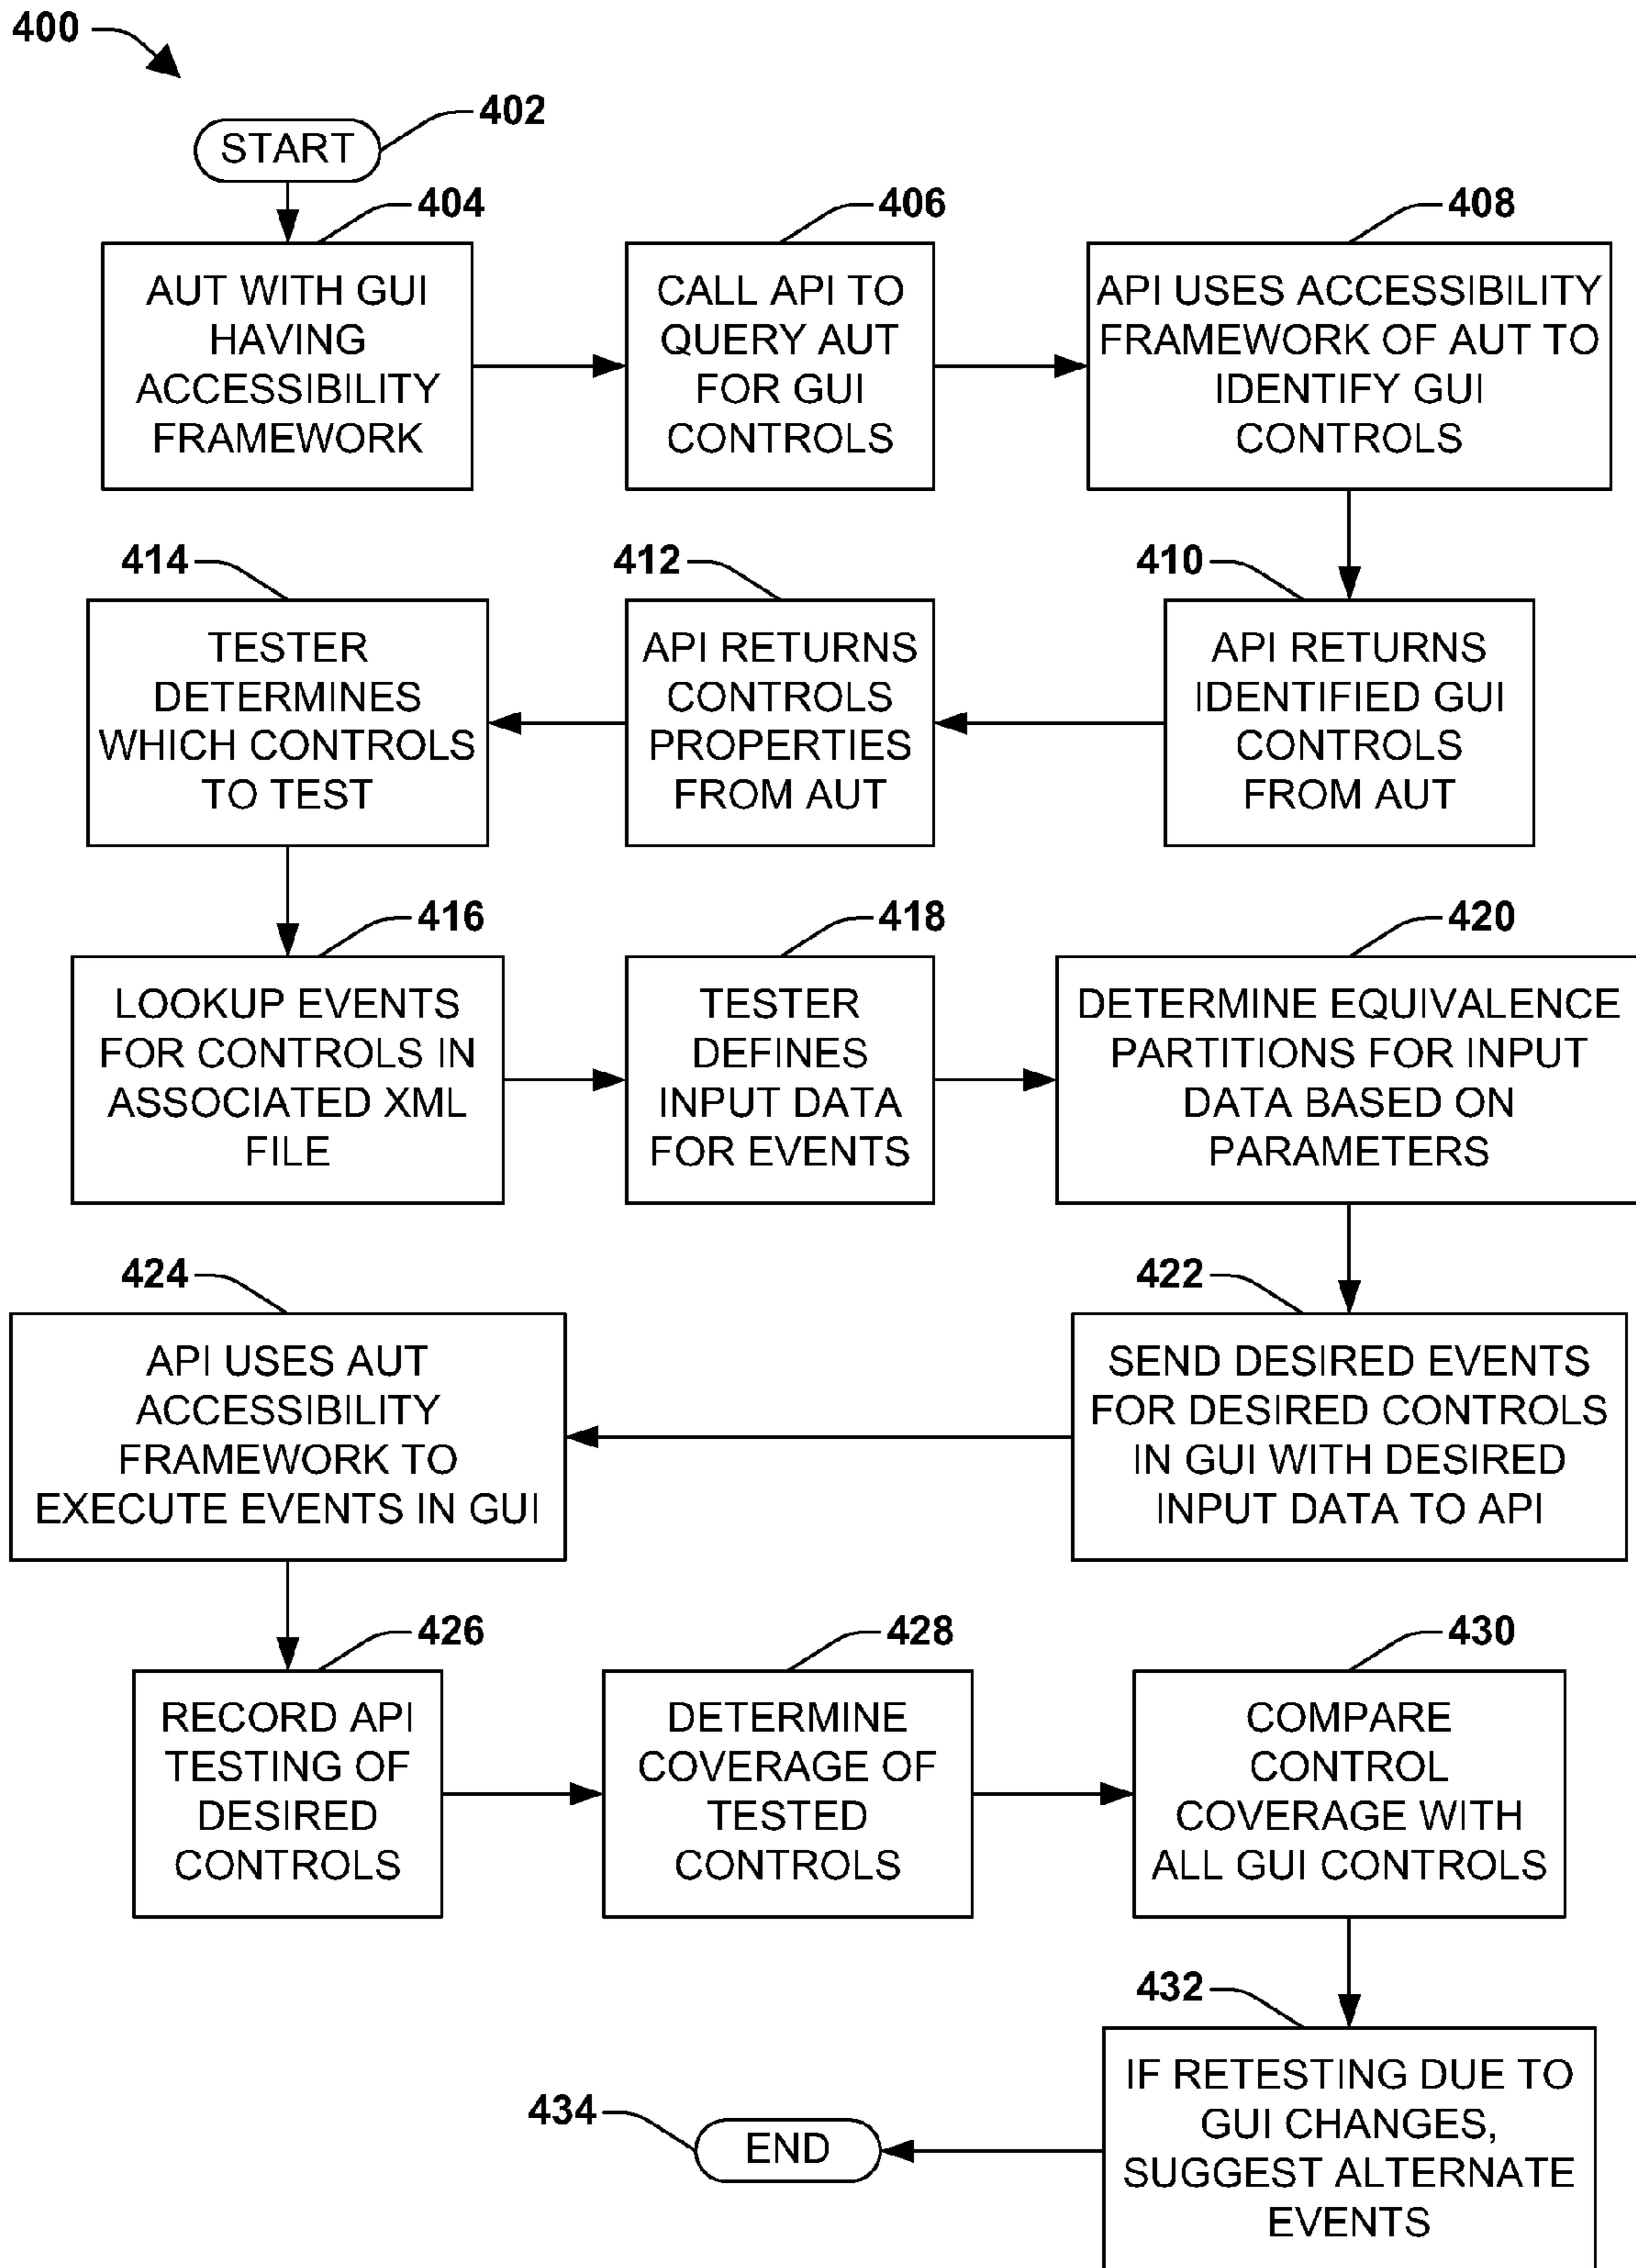 400
402
START
404
AUT WITH GUI
HAVING
ACCESSIBILITY
FRAMEWORK
406
CALL API TO
QUERY AUT
FOR GUI
CONTROLS
408
API USES ACCESSIBILITY
FRAMEWORK OF AUT TO
IDENTIFY GUI
CONTROLS
410
API RETURNS
IDENTIFIED GUI
CONTROLS
FROM AUT
412
API RETURNS
CONTROLS
PROPERTIES
FROM AUT
414
TESTER
DETERMINES
WHICH CONTROLS
TO TEST
416
LOOKUP EVENTS
FOR CONTROLS IN
ASSOCIATED XML
FILE
418
TESTER
DEFINES
INPUT DATA
FOR EVENTS
420
DETERMINE EQUIVALENCE
PARTITIONS FOR INPUT
DATA BASED ON
PARAMETERS
422
SEND DESIRED EVENTS
FOR DESIRED CONTROLS
IN GUI WITH DESIRED
INPUT DATA TO API
424
API USES AUT
ACCESSIBILITY
FRAMEWORK TO
EXECUTE EVENTS IN GUI
426
RECORD API
TESTING OF
DESIRED
CONTROLS
428
DETERMINE
COVERAGE OF
TESTED
CONTROLS
430
COMPARE
CONTROL
COVERAGE WITH
ALL GUI CONTROLS
432
IF RETESTING DUE TO
GUI CHANGES,
SUGGEST ALTERNATE
EVENTS
434
END